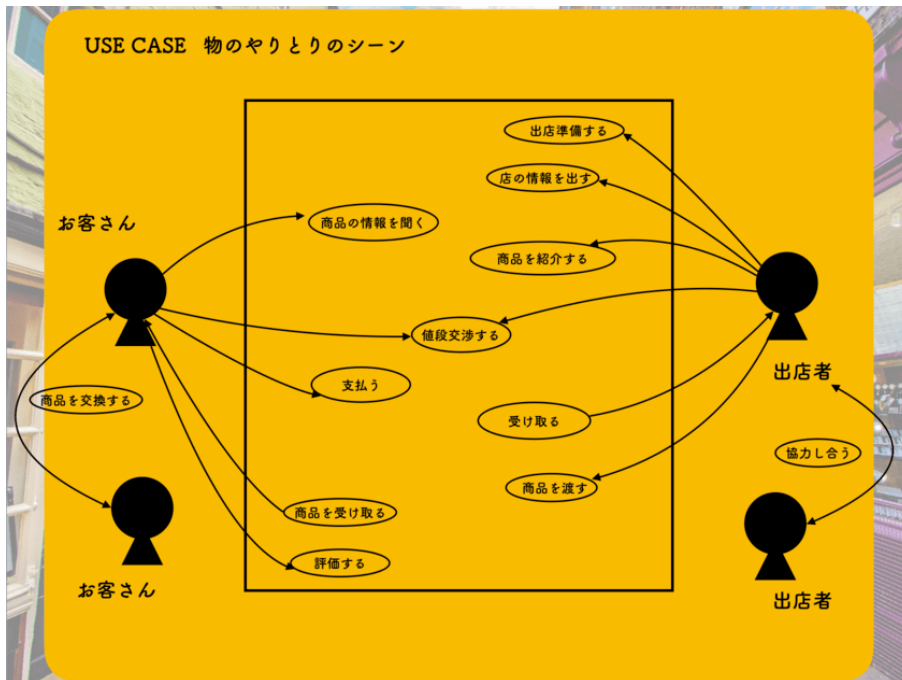 USE CASE 物のやりとりのシーン
出店準備する
店の情報を出す
お客さん
商品の情報を聞く
商品を紹介する
値段交渉する
出店者
支払う
商品を交換する
受け取る
協力し合う
商品を渡す
商品を受け取る
評価する
お客さん
出店者